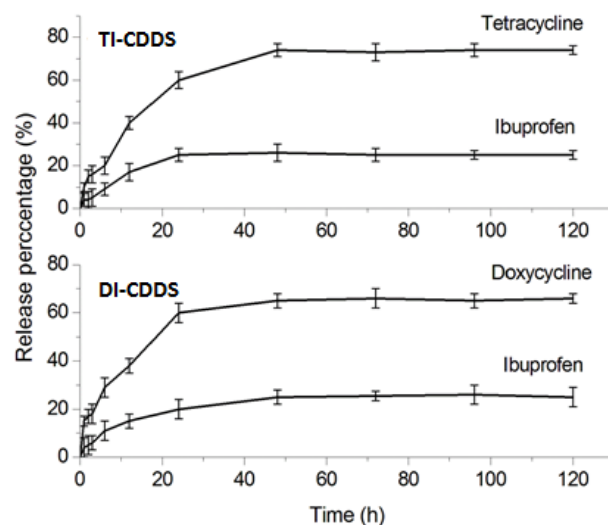 TI-CDDS
Tetracycline
80
60
40
20
0
Ibuprofen
0 20 40 60 80 100 120
Release perccentage (%)
DI-CDDS
Doxycycline
80
60
40
20
0
Ibuprofen
0 20 40 60 80 100 120
Time (h)